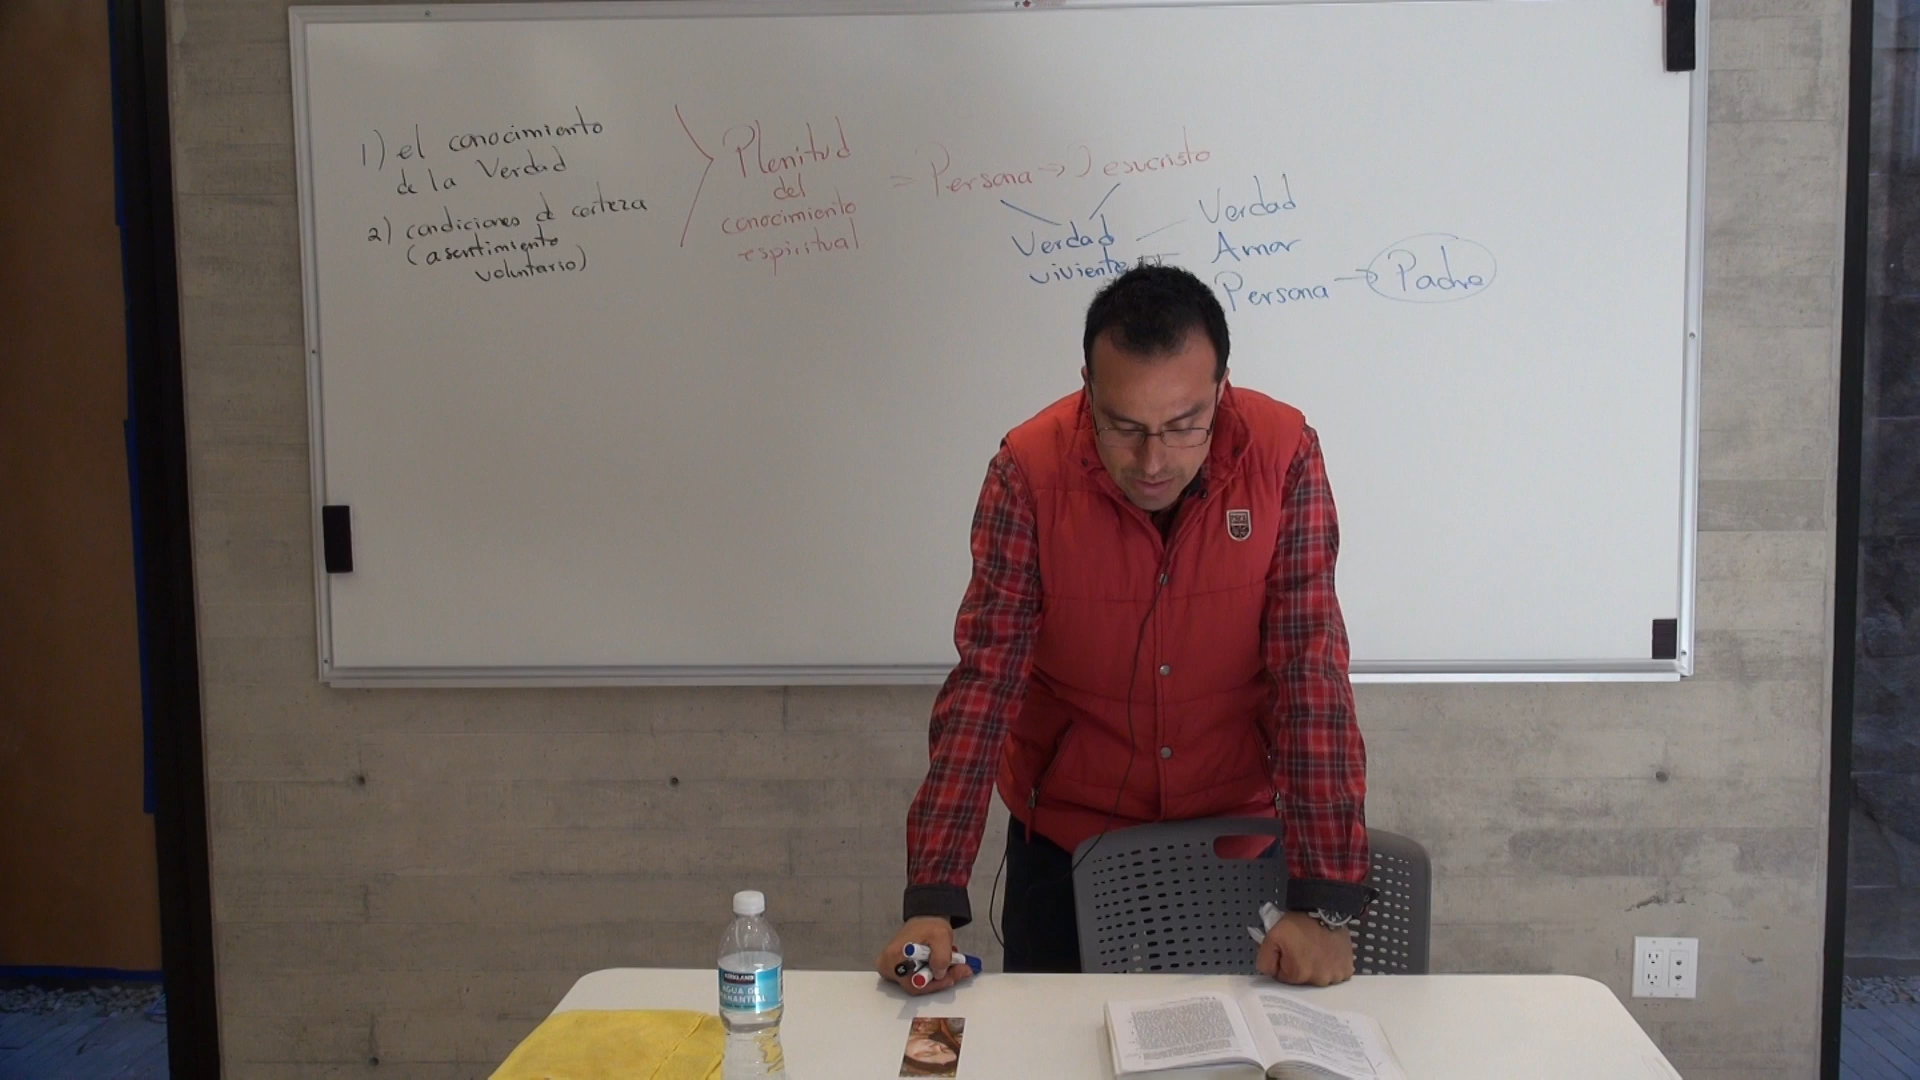 1) el conocimiento
de la Verdad
2) condiciones de certeza
(asentimiento
voluntario)
Plenitud
del
conocimiento
espiritual
= Persona → Jesucristo
Verdad
viviente
Verdad
Amor
Persona → Padre
KIRKLAND
AGUA DE
MANANTIAL